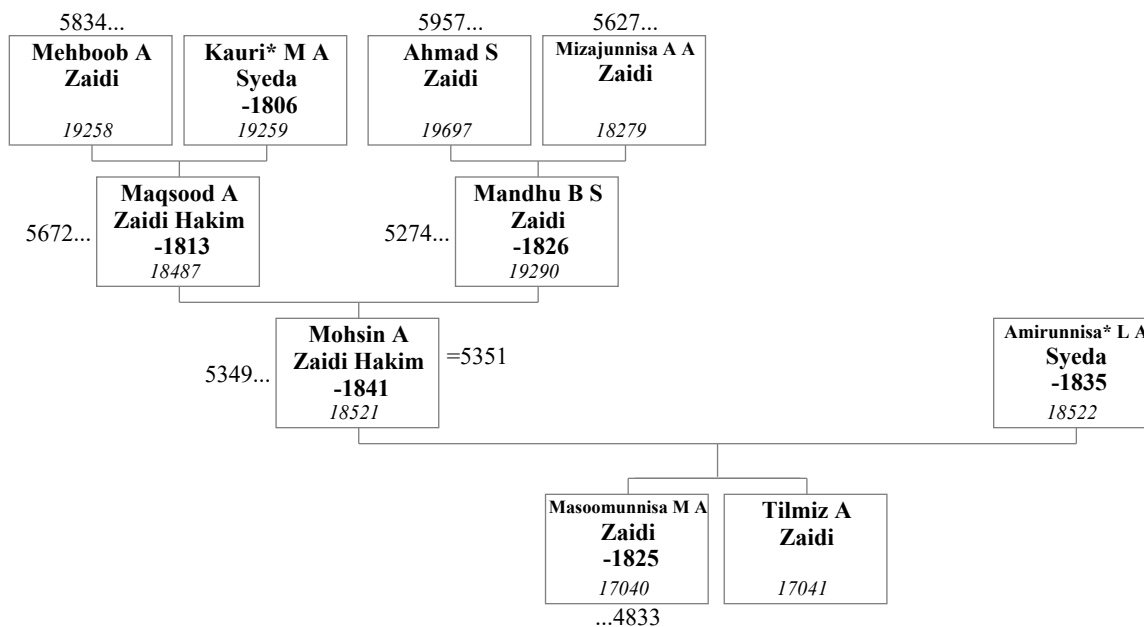 5834...
5957...
5627...
Mehboob A
Zaidi
19258
Kauri* M A
Syeda
-1806
19259
Ahmad S
Zaidi
19697
Mizajunnisa A A
Zaidi
18279
5672...
Maqsood A
Zaidi Hakim
-1813
18487
5274...
Mandhu B S
Zaidi
-1826
19290
5349...
Mohsin A
Zaidi Hakim
-1841
18521
=5351
Amirunnisa* L A
Syeda
-1835
18522
Masoomunnisa M A
Zaidi
-1825
17040
...4833
Tilmiz A
Zaidi
17041